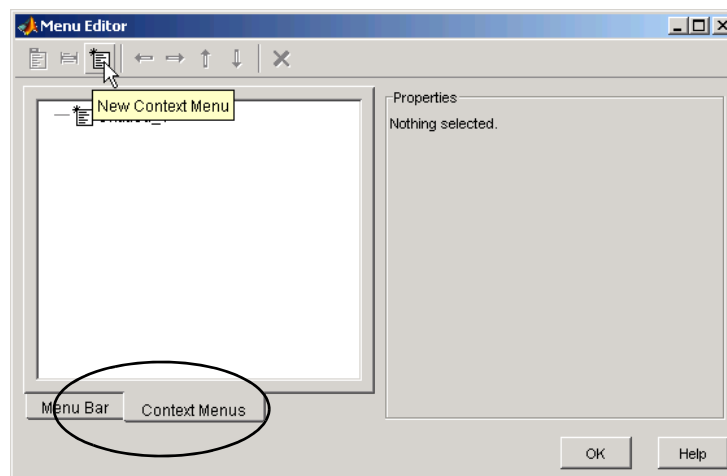 Menu Editor
New Context Menu
Properties
Nothing selected.
Menu Bar
Context Menus
OK
Help